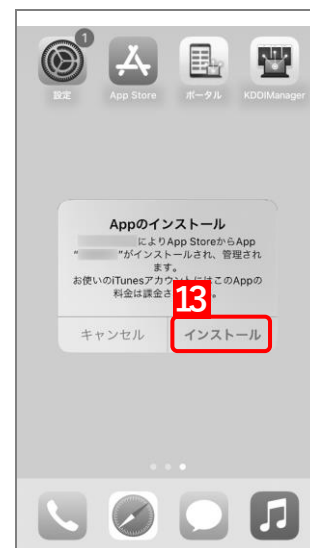 1
設定
App Store
ポータル
KDDIManager
Appのインストール
によりApp StoreからApp
“ ”がインストールされ、管理され
ます。
お使いのiTunesアカウントにはこのAppの
料金は課金さ 。
13
キャンセル
インストール